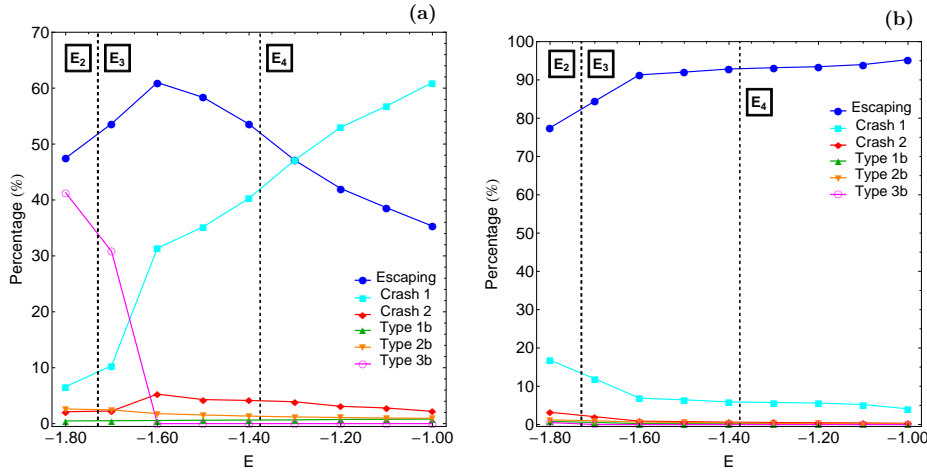 (a)
70
60
50
40
30
20
10
0
Percentage (%)
E2
E3
E4
Escaping
Crash 1
Crash 2
Type 1b
Type 2b
Type 3b
−1.80 −1.60 −1.40 −1.20 −1.00
E
(b)
100
90
80
70
60
50
40
30
20
10
0
Percentage (%)
E2
E3
E4
Escaping
Crash 1
Crash 2
Type 1b
Type 2b
Type 3b
−1.80 −1.60 −1.40 −1.20 −1.00
E